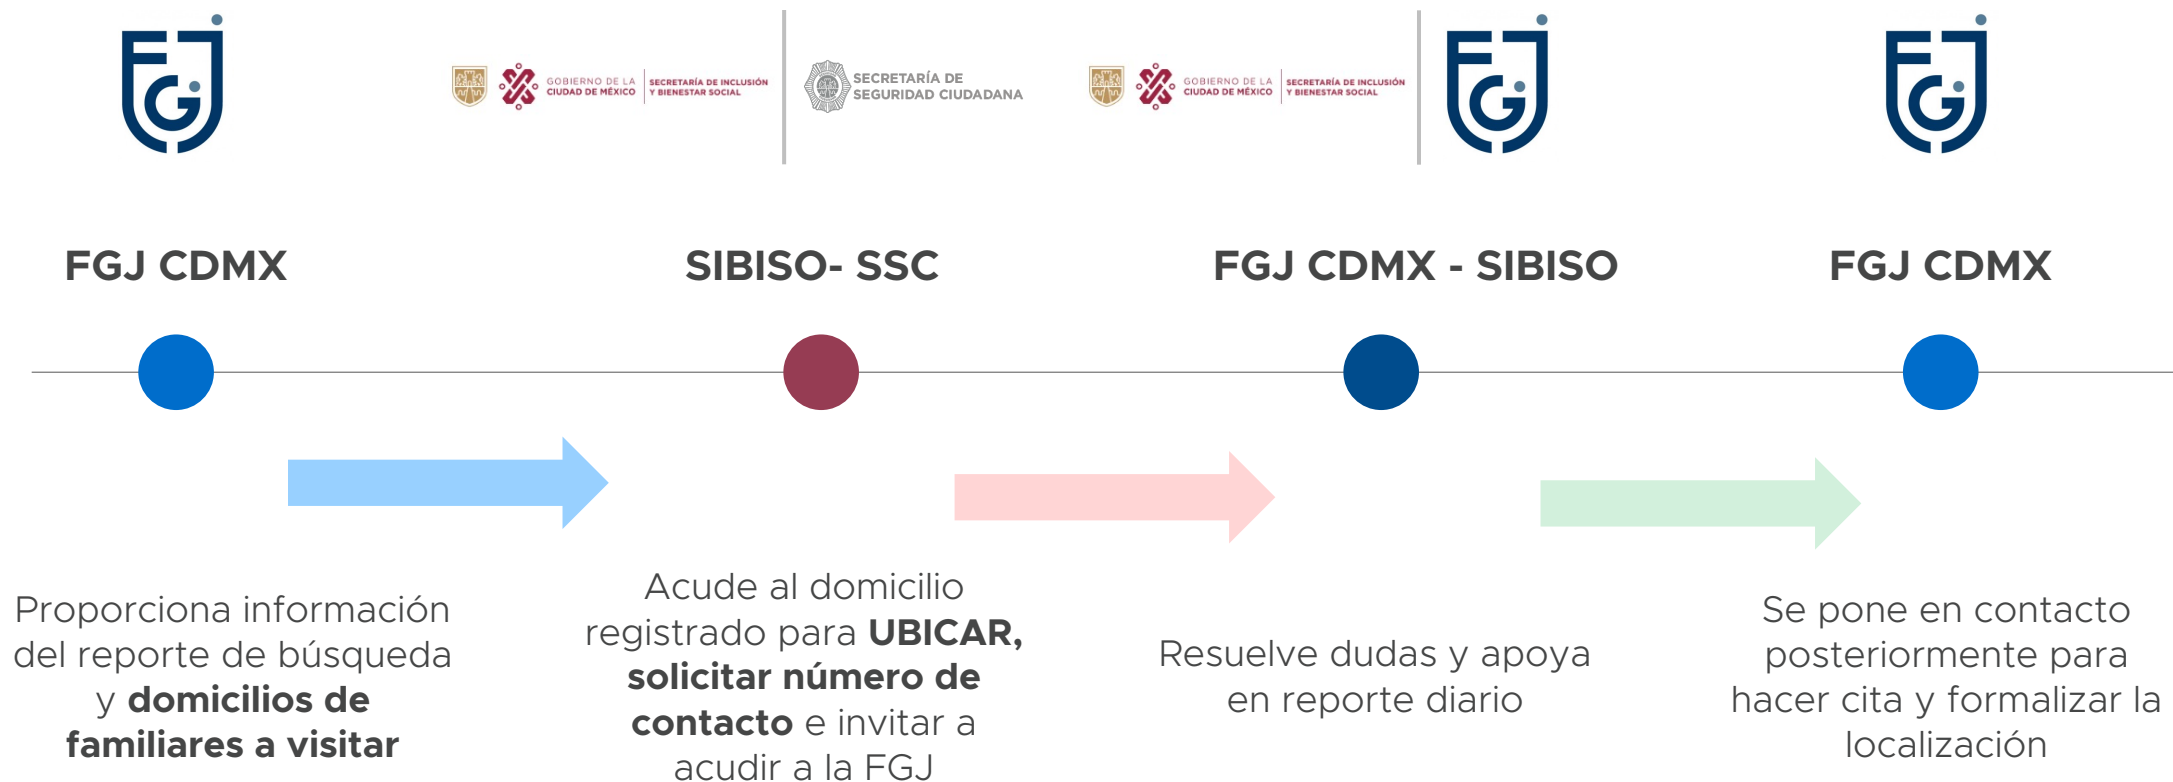 FGJ
GOBIERNO DE LA
CIUDAD DE MÉXICO
SECRETARÍA DE INCLUSIÓN
Y BIENESTAR SOCIAL
SECRETARÍA DE
SEGURIDAD CIUDADANA
GOBIERNO DE LA
CIUDAD DE MÉXICO
SECRETARÍA DE INCLUSIÓN
Y BIENESTAR SOCIAL
FGJ
FGJ
FGJ CDMX
SIBISO- SSC
FGJ CDMX - SIBISO
FGJ CDMX
Proporciona información
del reporte de búsqueda
y domicilios de
familiares a visitar
Acude al domicilio
registrado para UBICAR,
solicitar número de
contacto e invitar a
acudir a la FGJ
Resuelve dudas y apoya
en reporte diario
Se pone en contacto
posteriormente para
hacer cita y formalizar la
localización